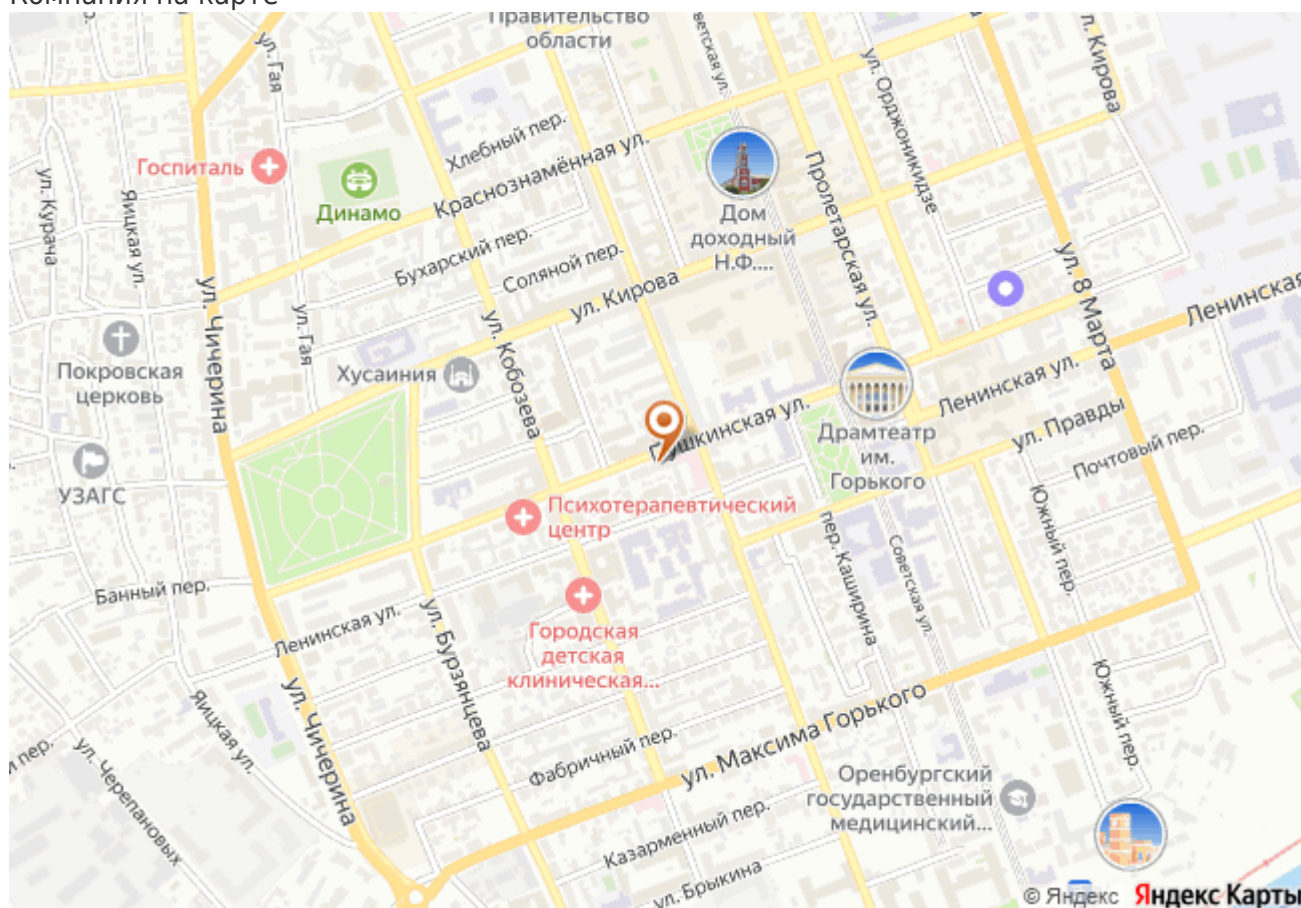 Компания на карте
Правительство
области
ул. Гая
Советская ул.
ул. Орджоникидзе
Хлебный пер.
Краснознамённая ул.
Госпиталь
Динамо
Пролетарская ул.
ул. Курача
Яицкая ул.
Дом
доходный
Н.Ф....
Бухарский пер.
Соляной пер.
ул. 8 Марта
ул. Чичерина
ул. Гая
ул. Кирова
ул. Кобозева
Ленинская
Покровская
церковь
Хусаиния
Ленинская ул.
Пушкинская ул.
ул. Правды
Драмтеатр
им.
Горького
Почтовый пер.
УЗАГС
Психотерапевтический
центр
Южный пер.
пер. Каширина
Советская ул.
Банный пер.
Ленинская ул.
ул. Бурзянцева
Городская
детская
клиническая...
ул. Чичерина
Яицкая ул.
ул. Черепановых
Фабричный пер.
ул. Максима Горького
Южный пер.
Оренбургский
государственный
медицинский...
Казарменный пер.
ул. Брыкина
© Яндекс Яндекс Карты